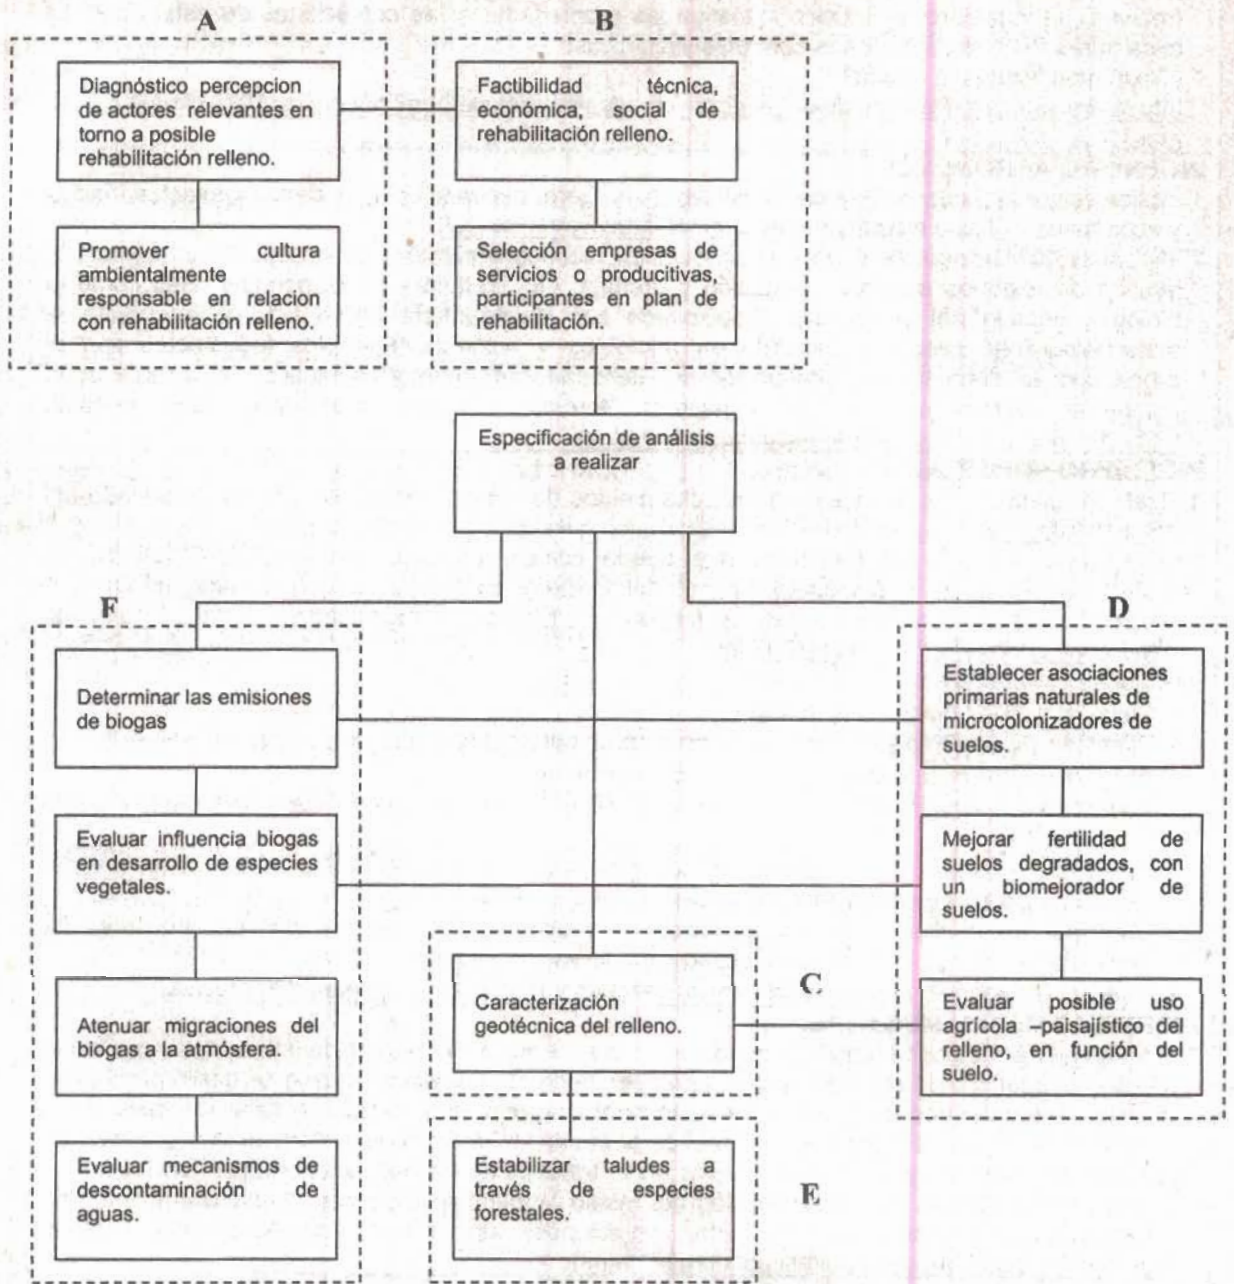 A
Diagnóstico percepcion
de actores relevantes en
torno a posible
rehabilitación relleno.
Promover cultura
ambientalmente
responsable en relacion
con rehabilitación relleno.
B
Factibilidad técnica,
económica, social de
rehabilitación relleno.
Selección empresas de
servicios o producitivas,
participantes en plan de
rehabilitación.
Especificación de análisis
a realizar
F
Determinar las emisiones
de biogas
Evaluar influencia biogas
en desarrollo de especies
vegetales.
Atenuar migraciones del
biogas a la atmósfera.
Evaluar mecanismos de
descontaminación de
aguas.
C
Caracterización
geotécnica del relleno.
E
Estabilizar taludes a
través de especies
forestales.
D
Establecer asociaciones
primarias naturales de
microcolonizadores de
suelos.
Mejorar fertilidad de
suelos degradados, con
un biomejorador de
suelos.
Evaluar posible uso
agrícola –paisajístico del
relleno, en función del
suelo.